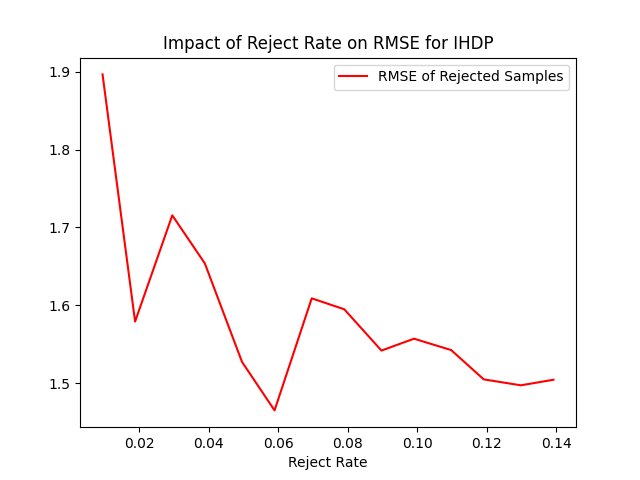 Impact of Reject Rate on RMSE for IHDP
RMSE of Rejected Samples
1.9
1.8
1.7
1.6
1.5
0.02 0.04 0.06 0.08 0.10 0.12 0.14
Reject Rate